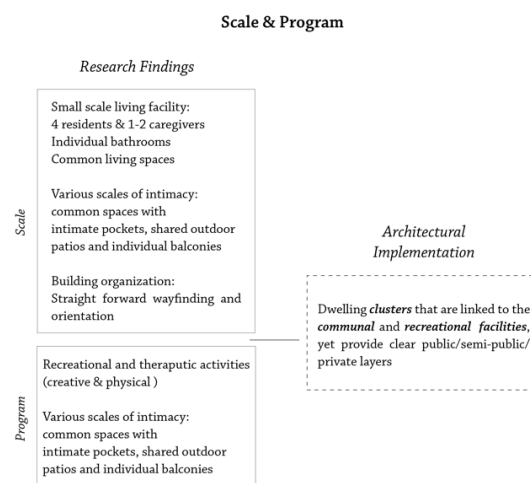 Scale & Program
Research Findings
Scale
Small scale living facility:
4 residents & 1-2 caregivers
Individual bathrooms
Common living spaces
Various scales of intimacy:
common spaces with
intimate pockets, shared outdoor
patios and individual balconies
Building organization:
Straight forward wayfinding and
orientation
Program
Recreational and theraputic activities
(creative & physical )
Various scales of intimacy:
common spaces with
intimate pockets, shared outdoor
patios and individual balconies
Architectural
Implementation
Dwelling clusters that are linked to the
communal and recreational facilities,
yet provide clear public/semi-public/
private layers